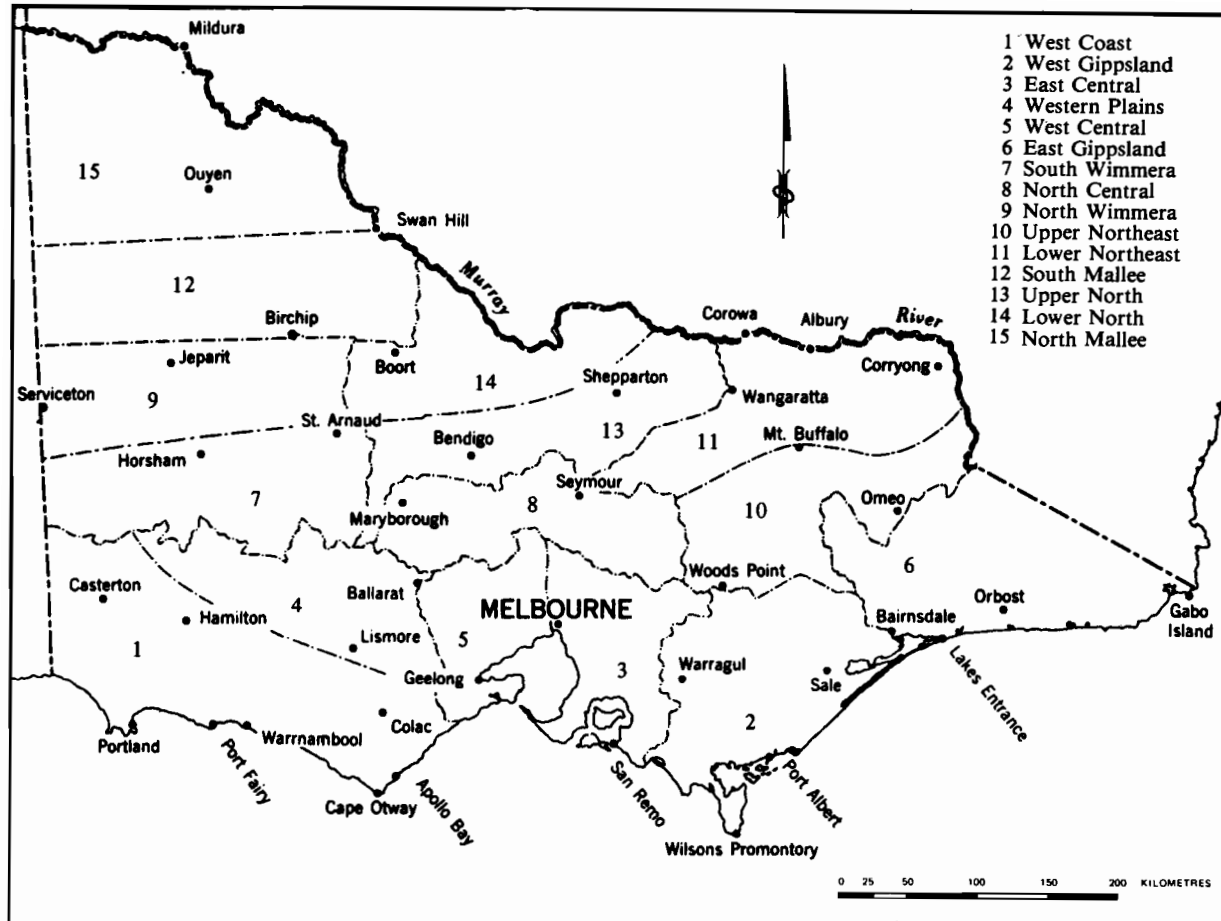 Mildura
1 West Coast
2 West Gippsland
3 East Central
4 Western Plains
5 West Central
6 East Gippsland
7 South Wimmera
8 North Central
9 North Wimmera
10 Upper Northeast
11 Lower Northeast
12 South Mallee
13 Upper North
14 Lower North
15 North Mallee
15
Ouyen
Swan Hill
12
Murray
River
Birchip
Corowa
Albury
Jeparit
Boort
Corryong
14
Shepparton
Serviceton
9
Wangaratta
St. Arnaud
Bendigo
13
11
Mt. Buffalo
Horsham
Seymour
7
Maryborough
8
10
Omeo
Woods Point
6
Casterton
Ballarat
4
Hamilton
MELBOURNE
Orbost
Bairnsdale
Gabo
Island
Lismore
5
1
Geelong
3
Warragul
Sale
Lakes Entrance
Colac
2
Portland
Port Fairy
Warrnambool
San Remo
Port Albert
Cape Otway
Apollo Bay
Wilsons Promontory
0 25 50 100 150 200 KILOMETRES